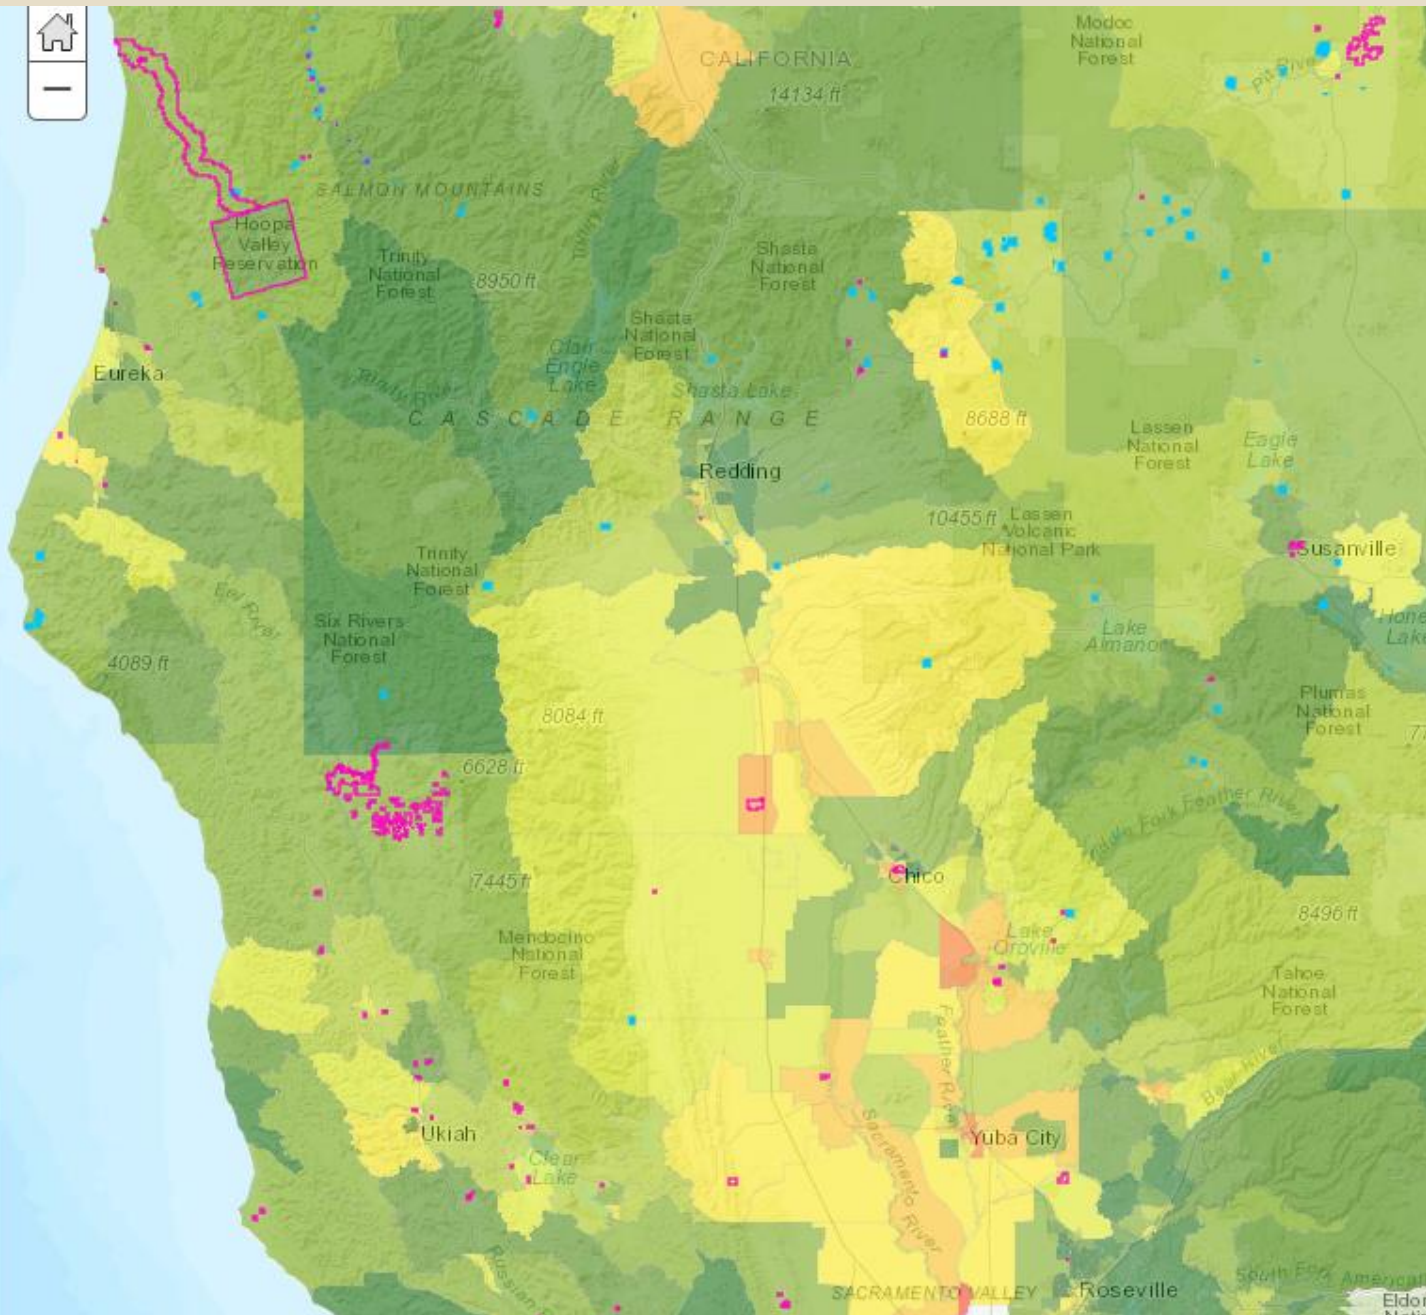 Modoc
National
Forest
CALIFORNIA
14134 ft
Pit River
SALMON MOUNTAINS
Trinity River
Hoopa
Valley
Reservation
Trinity
National
Forest
8950 ft
Shasta
National
Forest
Shasta
National
Forest
Clair
Engle
Lake
Eureka
Trinity River
Shasta Lake
CASCADE RANGE
8688 ft
Lassen
National
Forest
Eagle
Lake
Redding
10455 ft
Lassen
Volcanic
National Park
Susanville
Trinity
National
Forest
Eel River
Six Rivers
National
Forest
Lake
Almanor
Hone
Lake
4089 ft
8084 ft
Plumas
National
Forest
77
6628 ft
Middle Fork Feather River
7445 ft
Chico
8496 ft
Mendocino
National
Forest
Lake
Oroville
Tahoe
National
Forest
Feather River
Bear River
Ukiah
Yuba City
Clear
Lake
Sacramento River
Russian
SACRAMENTO VALLEY
Roseville
South Fork American
Eldor